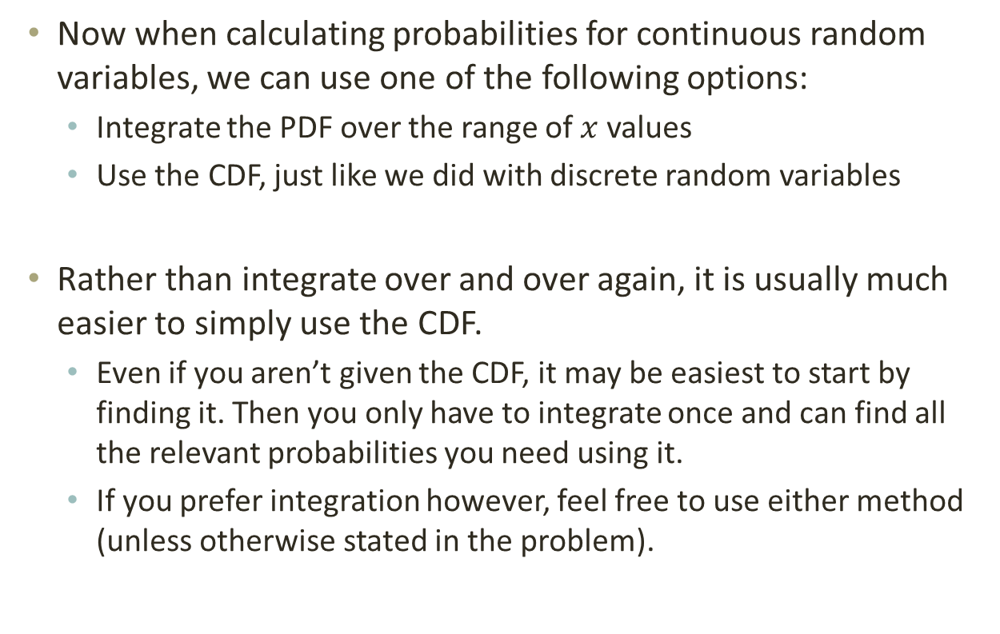 • Now when calculating probabilities for continuous random
variables, we can use one of the following options:
• Integrate the PDF over the range of 𝑥 values
• Use the CDF, just like we did with discrete random variables
• Rather than integrate over and over again, it is usually much
easier to simply use the CDF.
• Even if you aren’t given the CDF, it may be easiest to start by
finding it. Then you only have to integrate once and can find all
the relevant probabilities you need using it.
• If you prefer integration however, feel free to use either method
(unless otherwise stated in the problem).